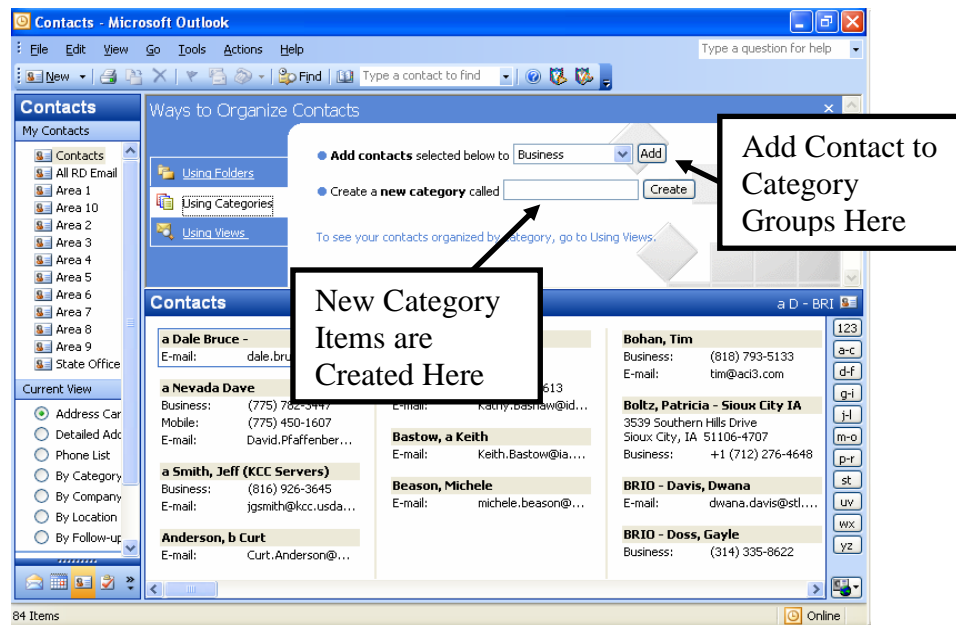 Contacts - Microsoft Outlook
File Edit View Go Tools Actions Help
Type a question for help
New Find Type a contact to find
Contacts
My Contacts
Contacts
All RD Email
Area 1
Area 10
Area 2
Area 3
Area 4
Area 5
Area 6
Area 7
Area 8
Area 9
State Office
Current View
Address Car
Detailed Add
Phone List
By Category
By Company
By Location
By Follow-up
Ways to Organize Contacts
Using Folders
Using Categories
Using Views
Add contacts selected below to Business Add
Create a new category called Create
To see your contacts organized by category, go to Using Views.
Add Contact to
Category
Groups Here
New Category
Items are
Created Here
Contacts a D - BRI
a Dale Bruce -
E-mail: dale.bru
a Nevada Dave
Business: (775) 782-3447
Mobile: (775) 450-1607
E-mail: David.Pfaffenber...
a Smith, Jeff (KCC Servers)
Business: (816) 926-3645
E-mail: jgsmith@kcc.usda...
Anderson, b Curt
E-mail: Curt.Anderson@...
613
E-mail: Kathy.Bashaw@id...
Bastow, a Keith
E-mail: Keith.Bastow@ia....
Beason, Michele
E-mail: michele.beason@...
Bohan, Tim
Business: (818) 793-5133
E-mail: tim@aci3.com
Boltz, Patricia - Sioux City IA
3539 Southern Hills Drive
Sioux City, IA 51106-4707
Business: +1 (712) 276-4648
BRIO - Davis, Dwana
E-mail: dwana.davis@stl....
BRIO - Doss, Gayle
Business: (314) 335-8622
123
a-c
d-f
g-i
j-l
m-o
p-r
st
uv
wx
yz
84 Items
Online